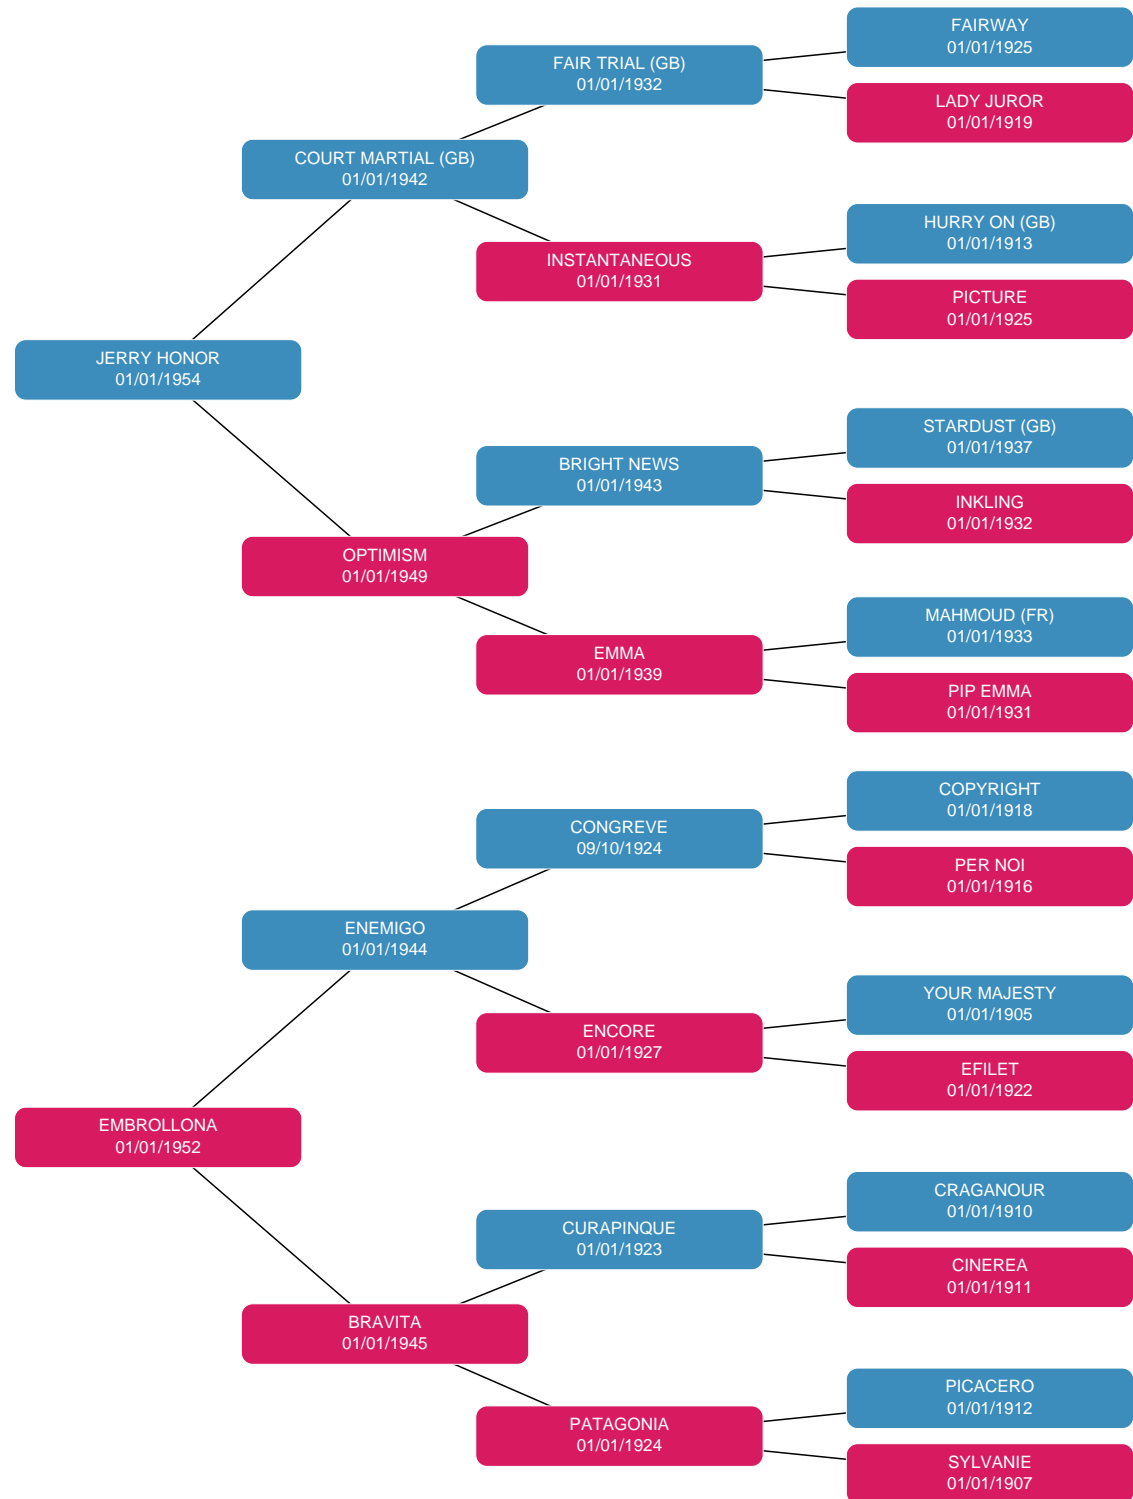 FAIRWAY
01/01/1925
FAIR TRIAL (GB)
01/01/1932
LADY JUROR
01/01/1919
COURT MARTIAL (GB)
01/01/1942
HURRY ON (GB)
01/01/1913
INSTANTANEOUS
01/01/1931
PICTURE
01/01/1925
JERRY HONOR
01/01/1954
STARDUST (GB)
01/01/1937
BRIGHT NEWS
01/01/1943
INKLING
01/01/1932
OPTIMISM
01/01/1949
MAHMOUD (FR)
01/01/1933
EMMA
01/01/1939
PIP EMMA
01/01/1931
COPYRIGHT
01/01/1918
CONGREVE
09/10/1924
PER NOI
01/01/1916
ENEMIGO
01/01/1944
YOUR MAJESTY
01/01/1905
ENCORE
01/01/1927
EFILET
01/01/1922
EMBROLLONA
01/01/1952
CRAGANOUR
01/01/1910
CURAPINQUE
01/01/1923
CINEREA
01/01/1911
BRAVITA
01/01/1945
PICACERO
01/01/1912
PATAGONIA
01/01/1924
SYLVANIE
01/01/1907